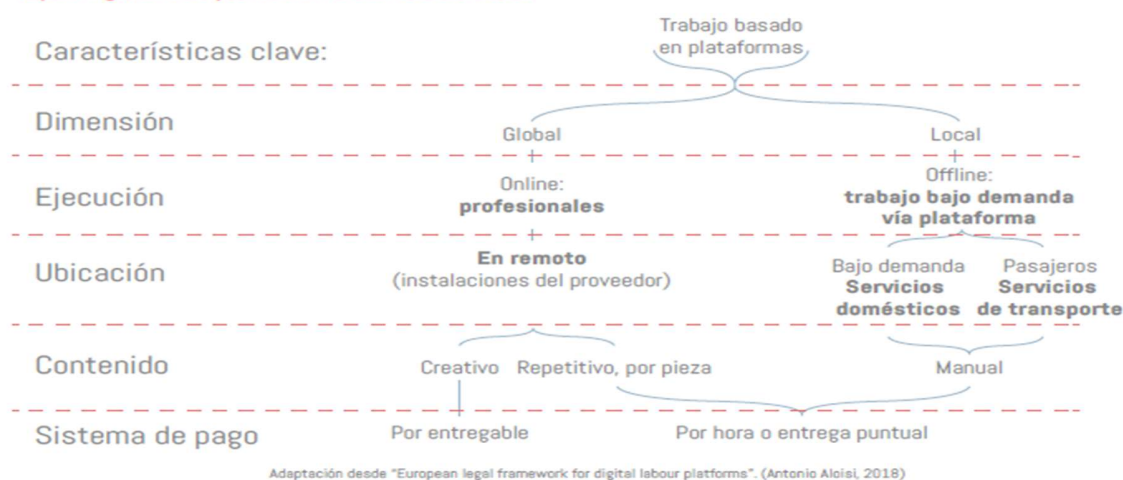 Trabajo basado
en plataformas
Características clave:
Dimensión
Global
Local
Ejecución
Online:
profesionales
Offline:
trabajo bajo demanda
vía plataforma
Ubicación
En remoto
(instalaciones del proveedor)
Bajo demanda
Servicios
domésticos
Pasajeros
Servicios
de transporte
Contenido
Creativo
Repetitivo, por pieza
Manual
Sistema de pago
Por entregable
Por hora o entrega puntual
Adaptación desde "European legal framework for digital labour platforms". (Antonio Aloisi, 2018)